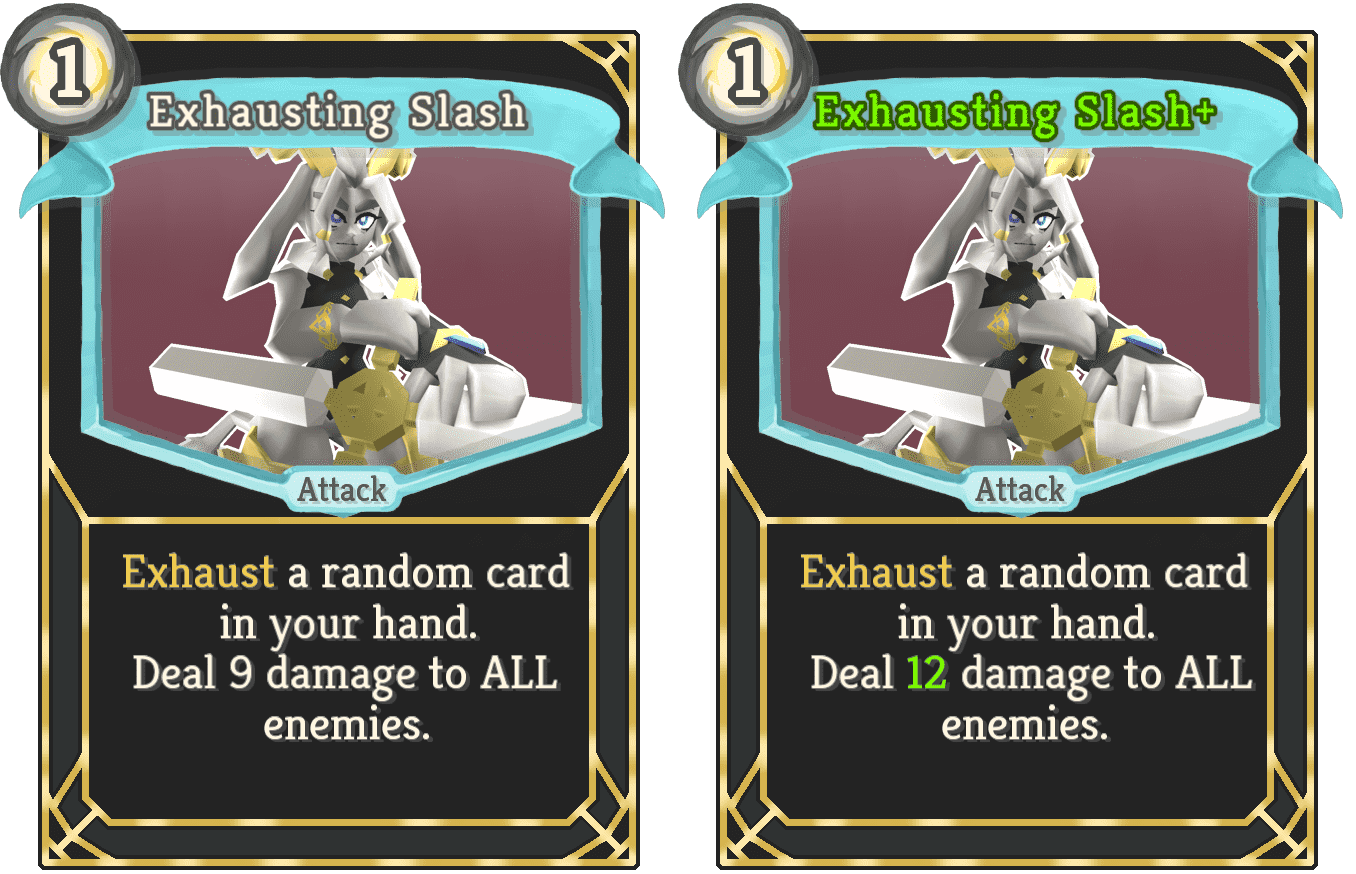 1
Exhausting Slash
Attack
Exhaust a random card
in your hand.
Deal 9 damage to ALL
enemies.
1
Exhausting Slash+
Attack
Exhaust a random card
in your hand.
Deal 12 damage to ALL
enemies.